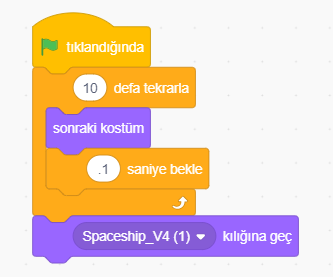 tıklandığında
10 defa tekrarla
sonraki kostüm
.1 saniye bekle
Spaceship_V4 (1) kılığına geç